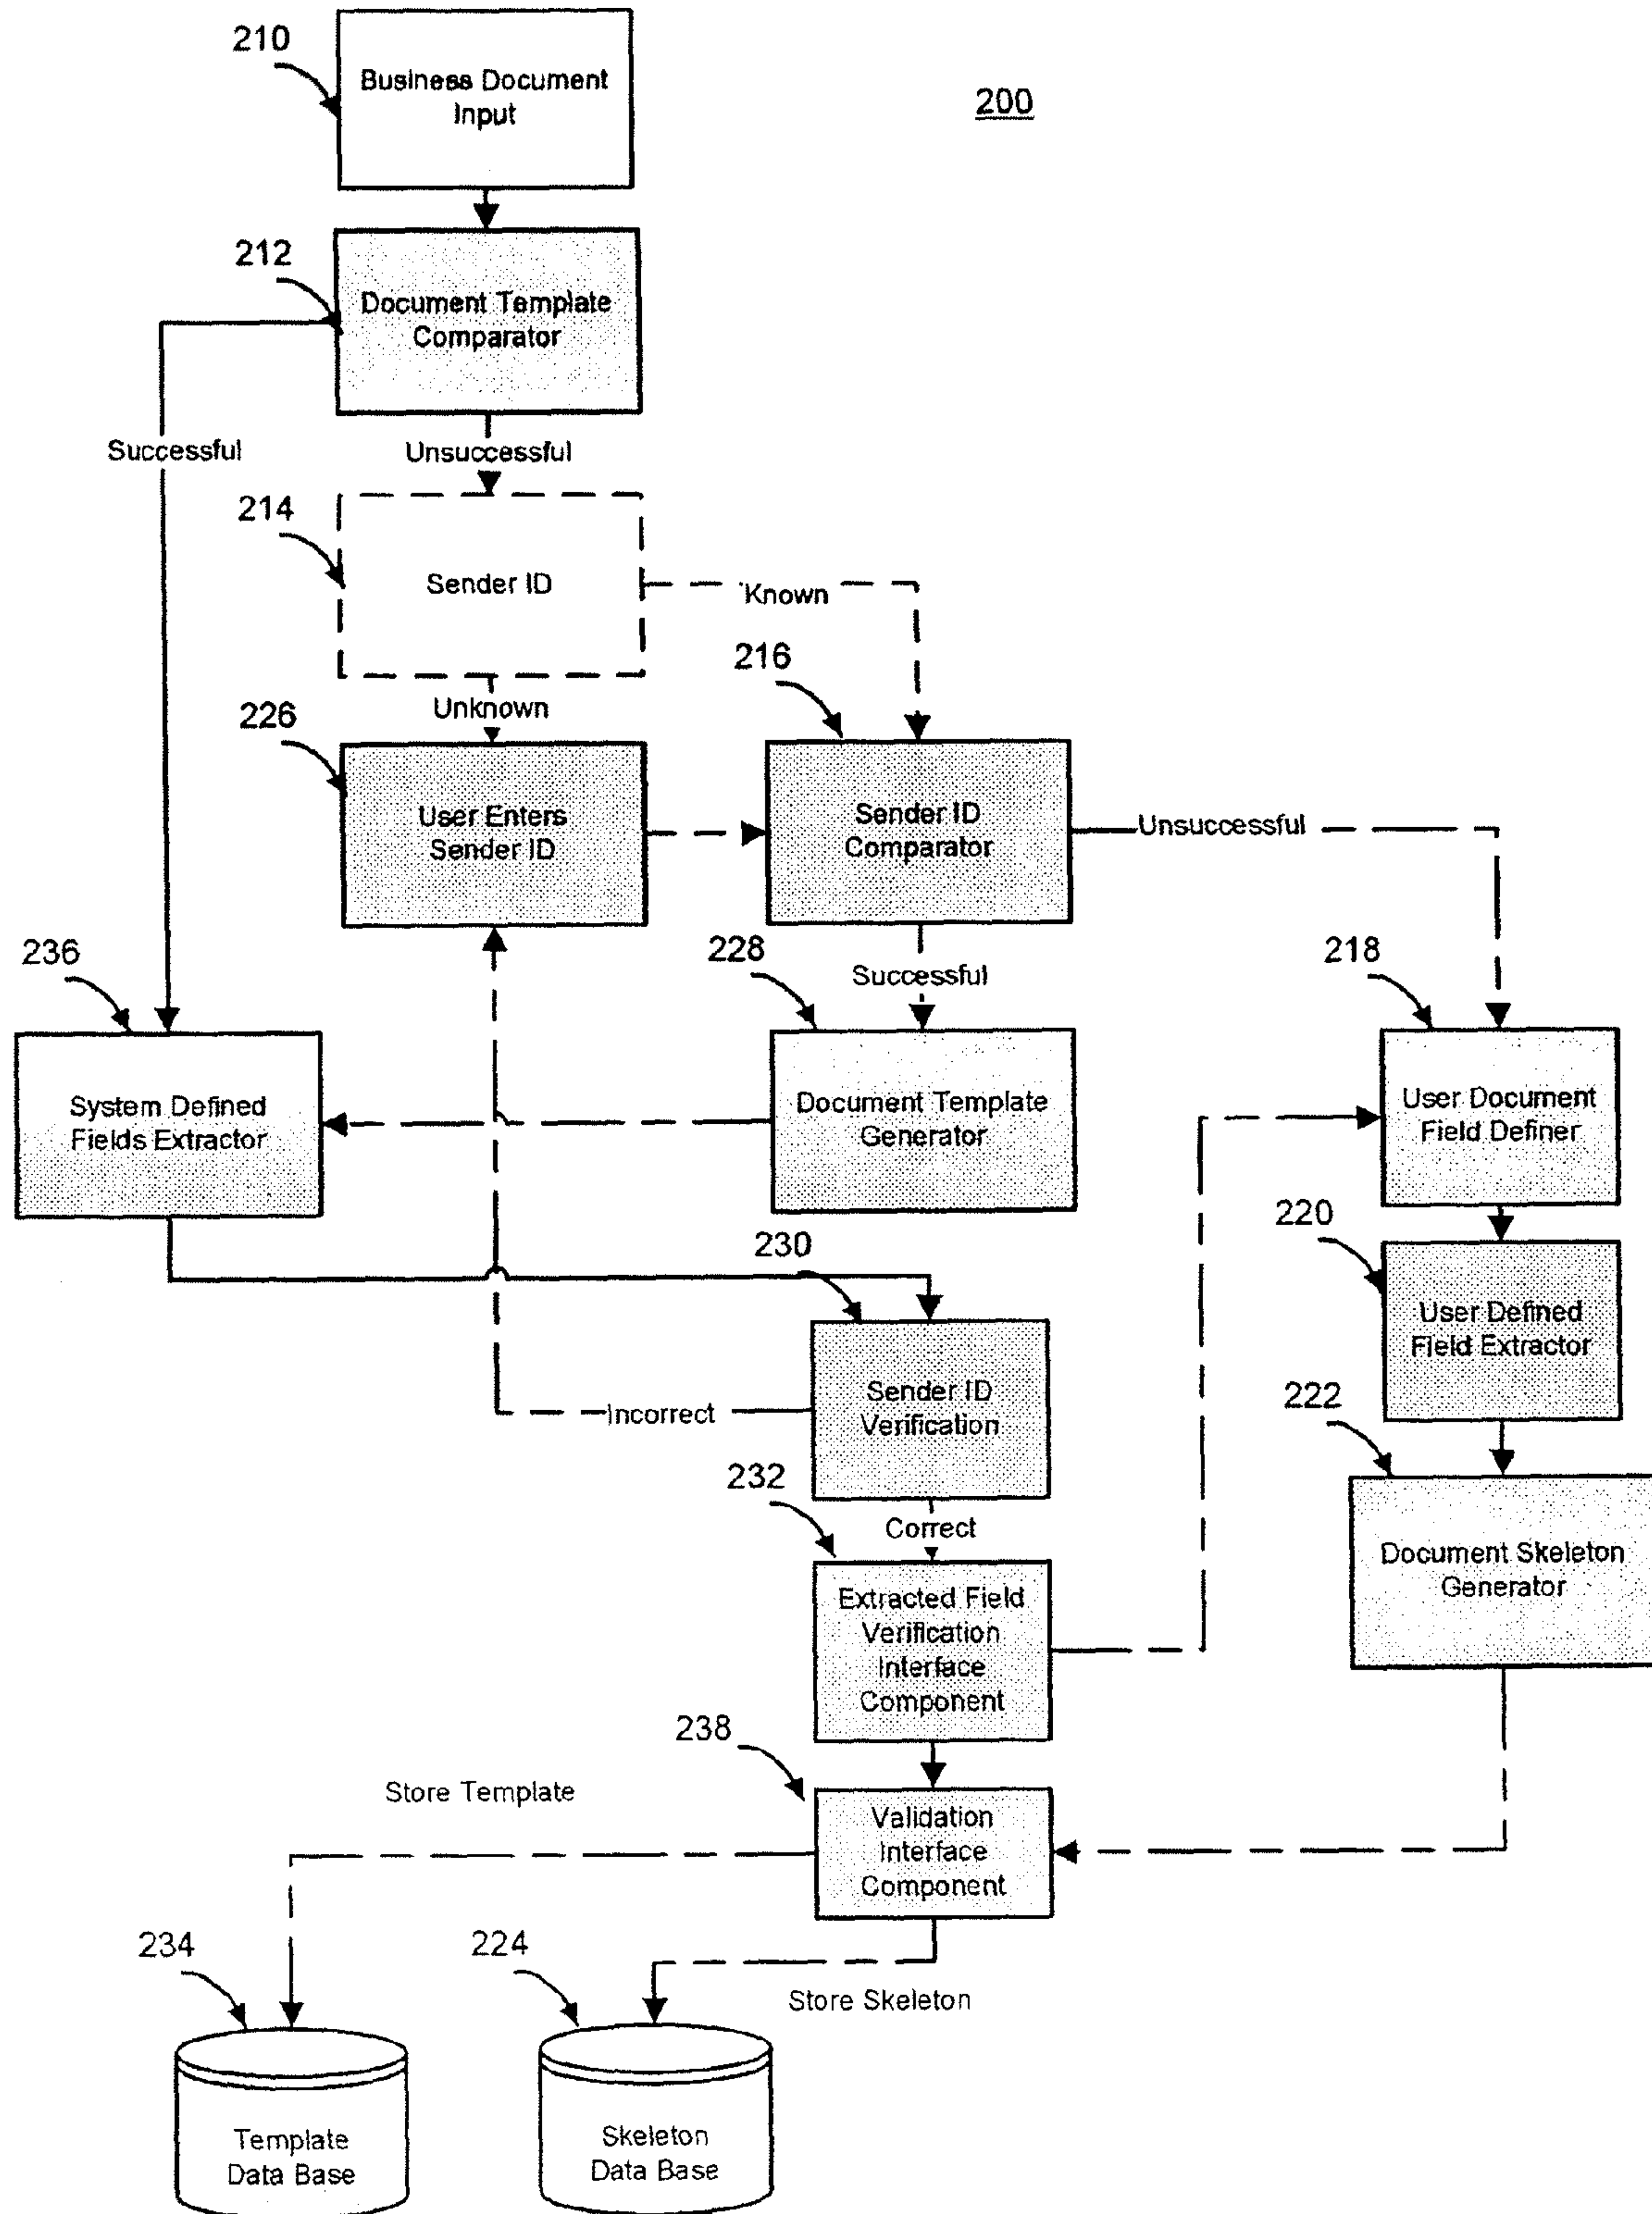 210
Business Document
Input
200
212
Document Template
Comparator
Successful
Unsuccessful
214
Sender ID
Known
216
Unknown
226
User Enters
Sender ID
Sender ID
Comparator
Unsuccessful
236
228
Successful
218
System Defined
Fields Extractor
Document Template
Generator
User Document
Field Definer
230
220
User Defined
Field Extractor
Sender ID
Verification
Incorrect
222
232
Correct
Document Skeleton
Generator
Extracted Field
Verification
Interface
Component
238
Store Template
Validation
Interface
Component
234
224
Store Skeleton
Template
Data Base
Skeleton
Data Base